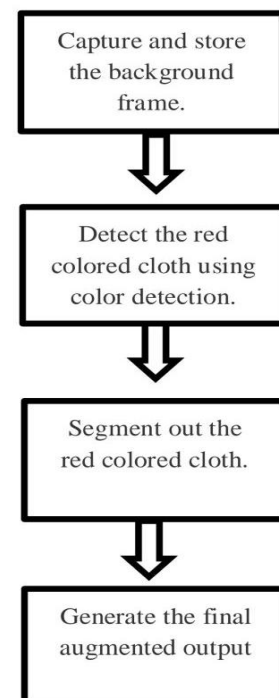 Capture and store
the background
frame.
Detect the red
colored cloth using
color detection.
Segment out the
red colored cloth.
Generate the final
augmented output